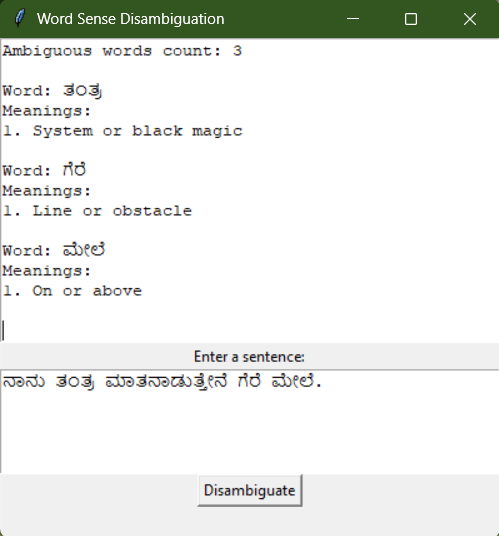 Word Sense Disambiguation
Ambiguous words count: 3
Word: ತಂತ್ರ
Meanings:
1. System or black magic
Word: ಗೆರೆ
Meanings:
1. Line or obstacle
Word: ಮೇಲೆ
Meanings:
1. On or above
Enter a sentence:
ನಾನು ತಂತ್ರ ಮಾತನಾಡುತ್ತೇನೆ ಗೆರೆ ಮೇಲೆ.
Disambiguate